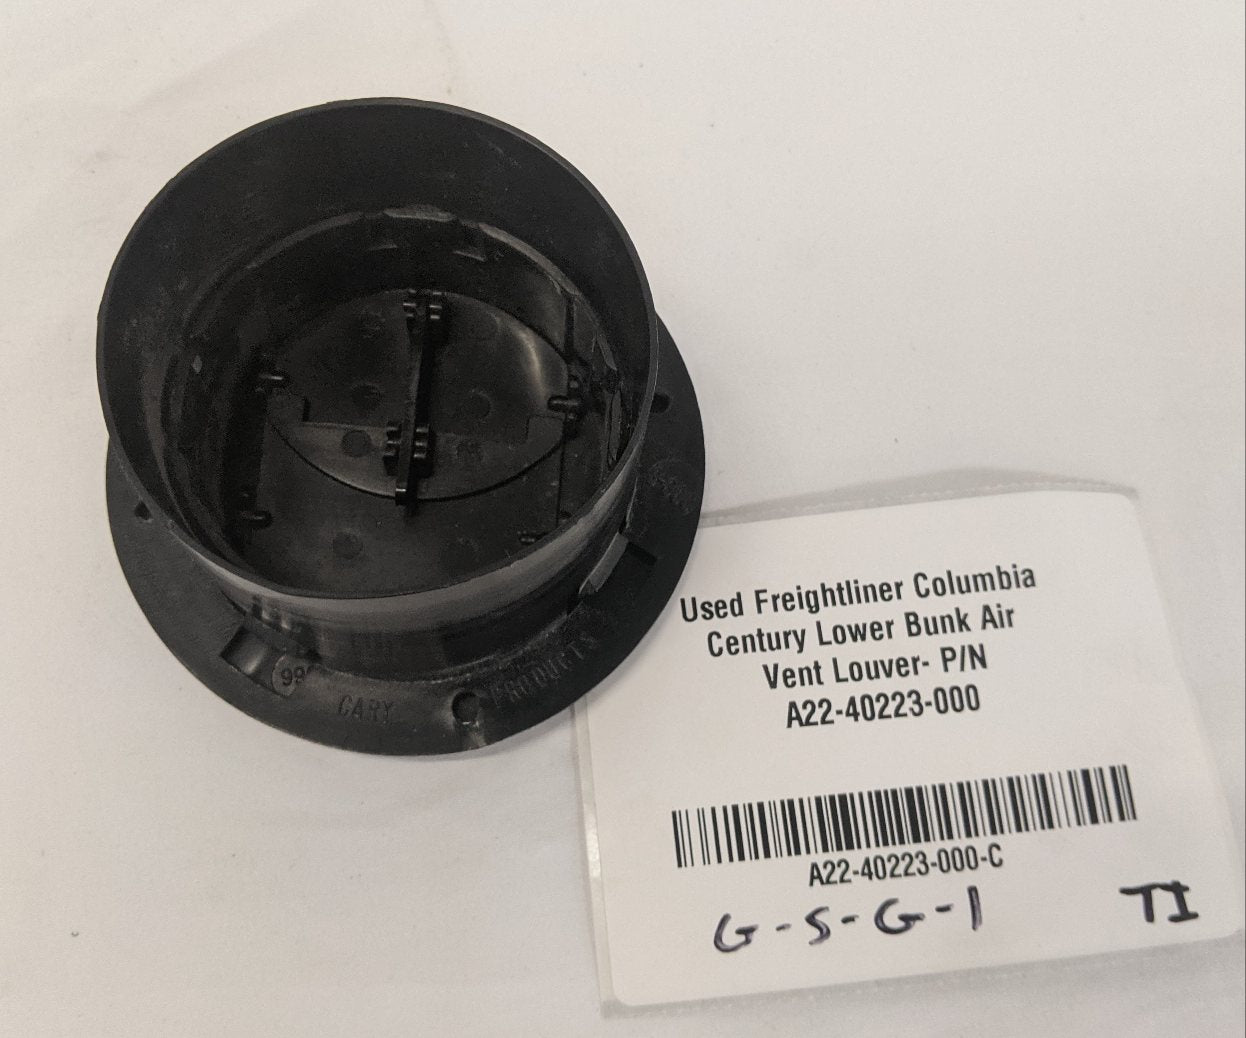 99
CARY
PRODUCTS
Used Freightliner Columbia
Century Lower Bunk Air
Vent Louver- P/N
A22-40223-000
A22-40223-000-C
G-S-G-1
TI